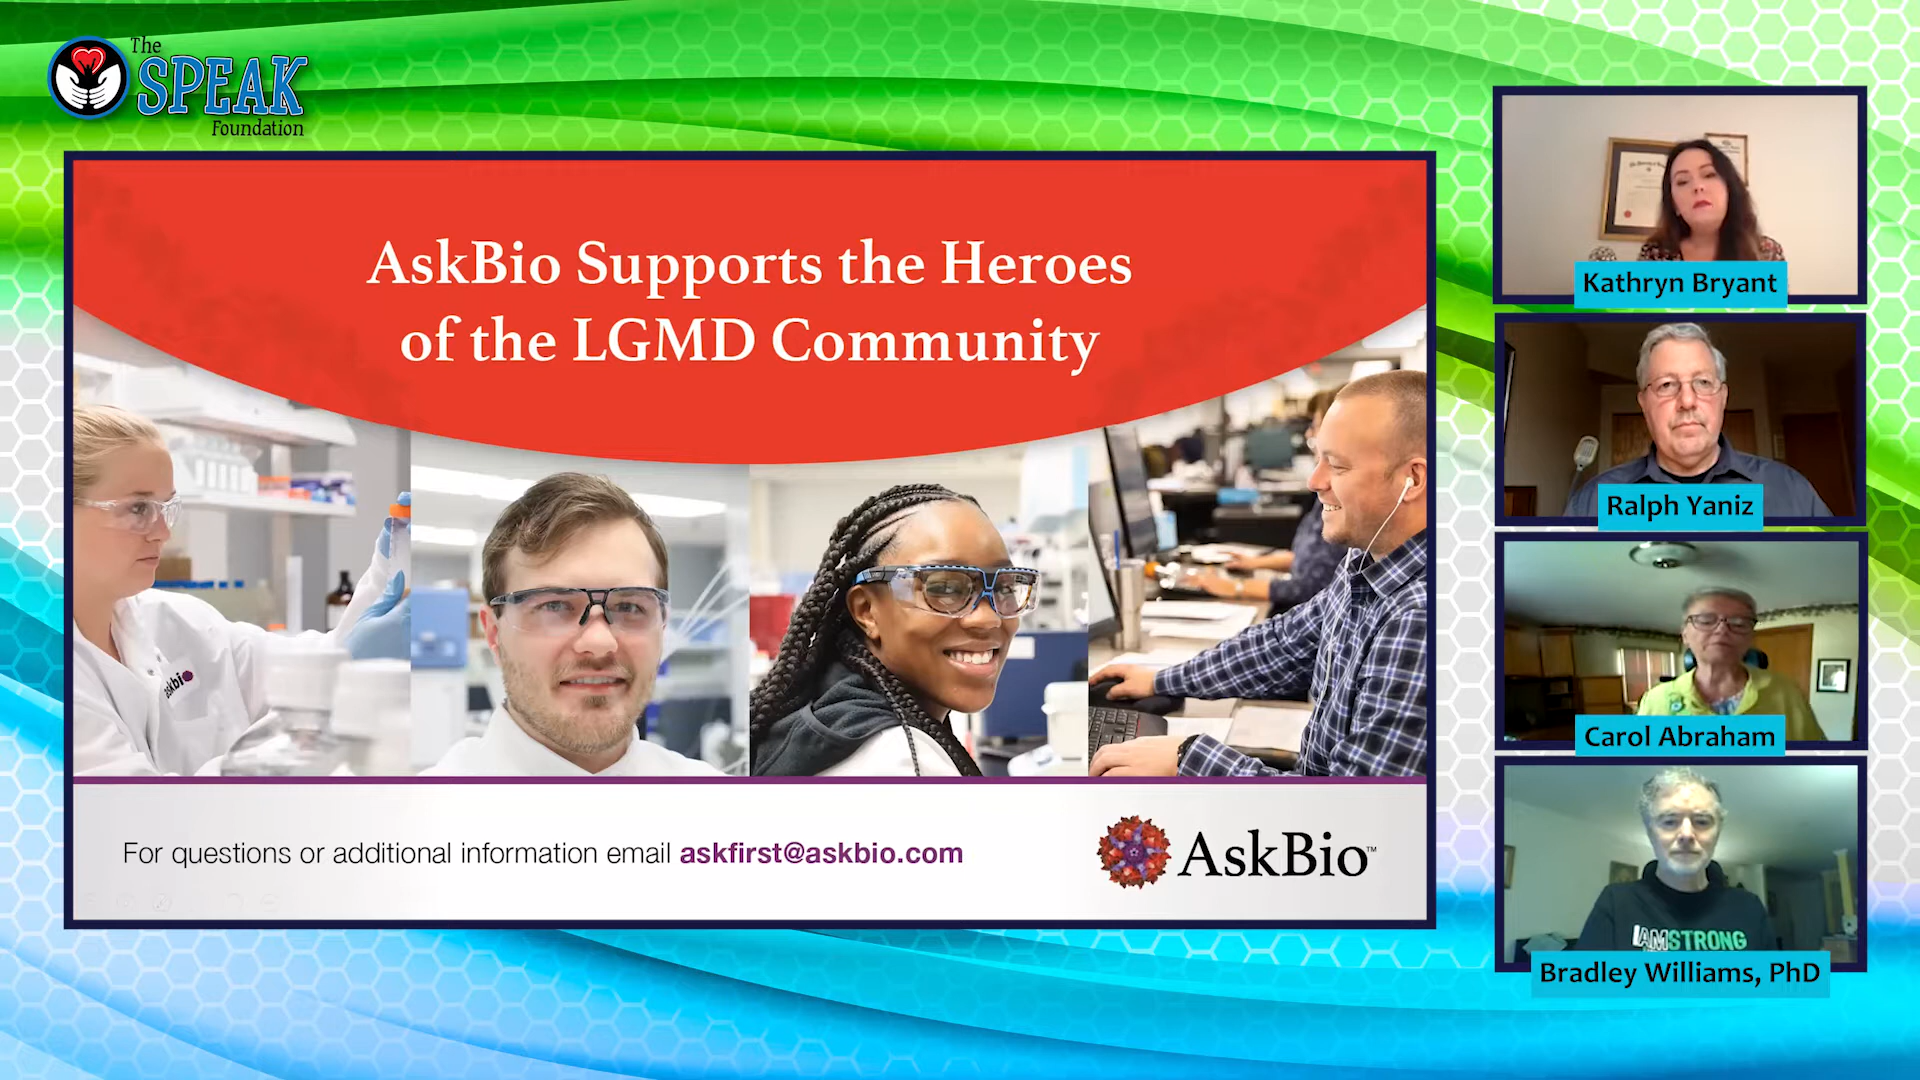 The
SPEAK
Foundation
AskBio Supports the Heroes
of the LGMD Community
askbio
For questions or additional information email askfirst@askbio.com
AskBio™
Kathryn Bryant
Ralph Yaniz
Carol Abraham
IAMSTRONG
Bradley Williams, PhD